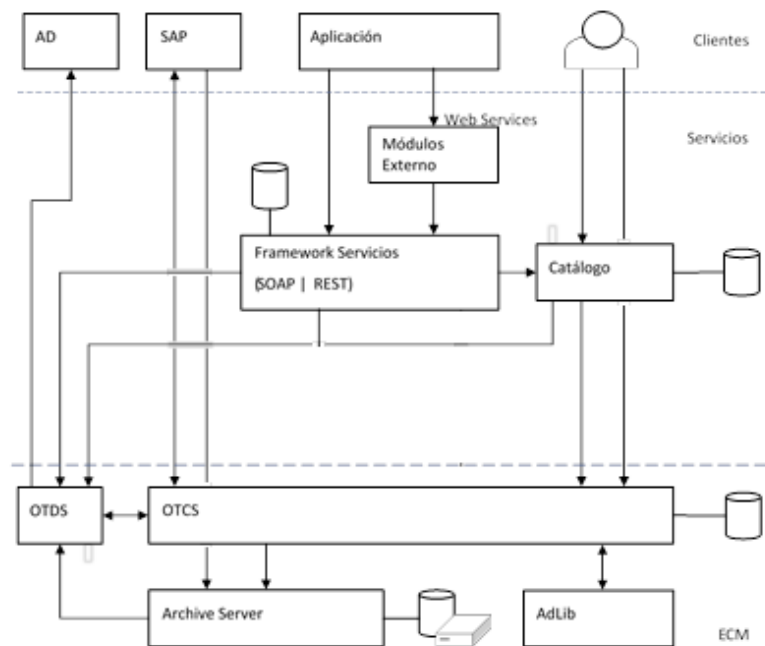 AD
SAP
Aplicación
Clientes
Web Services
Servicios
Módulos
Externo
Framework Servicios
(SOAP | REST)
Catálogo
OTDS
OTCS
Archive Server
AdLib
ECM